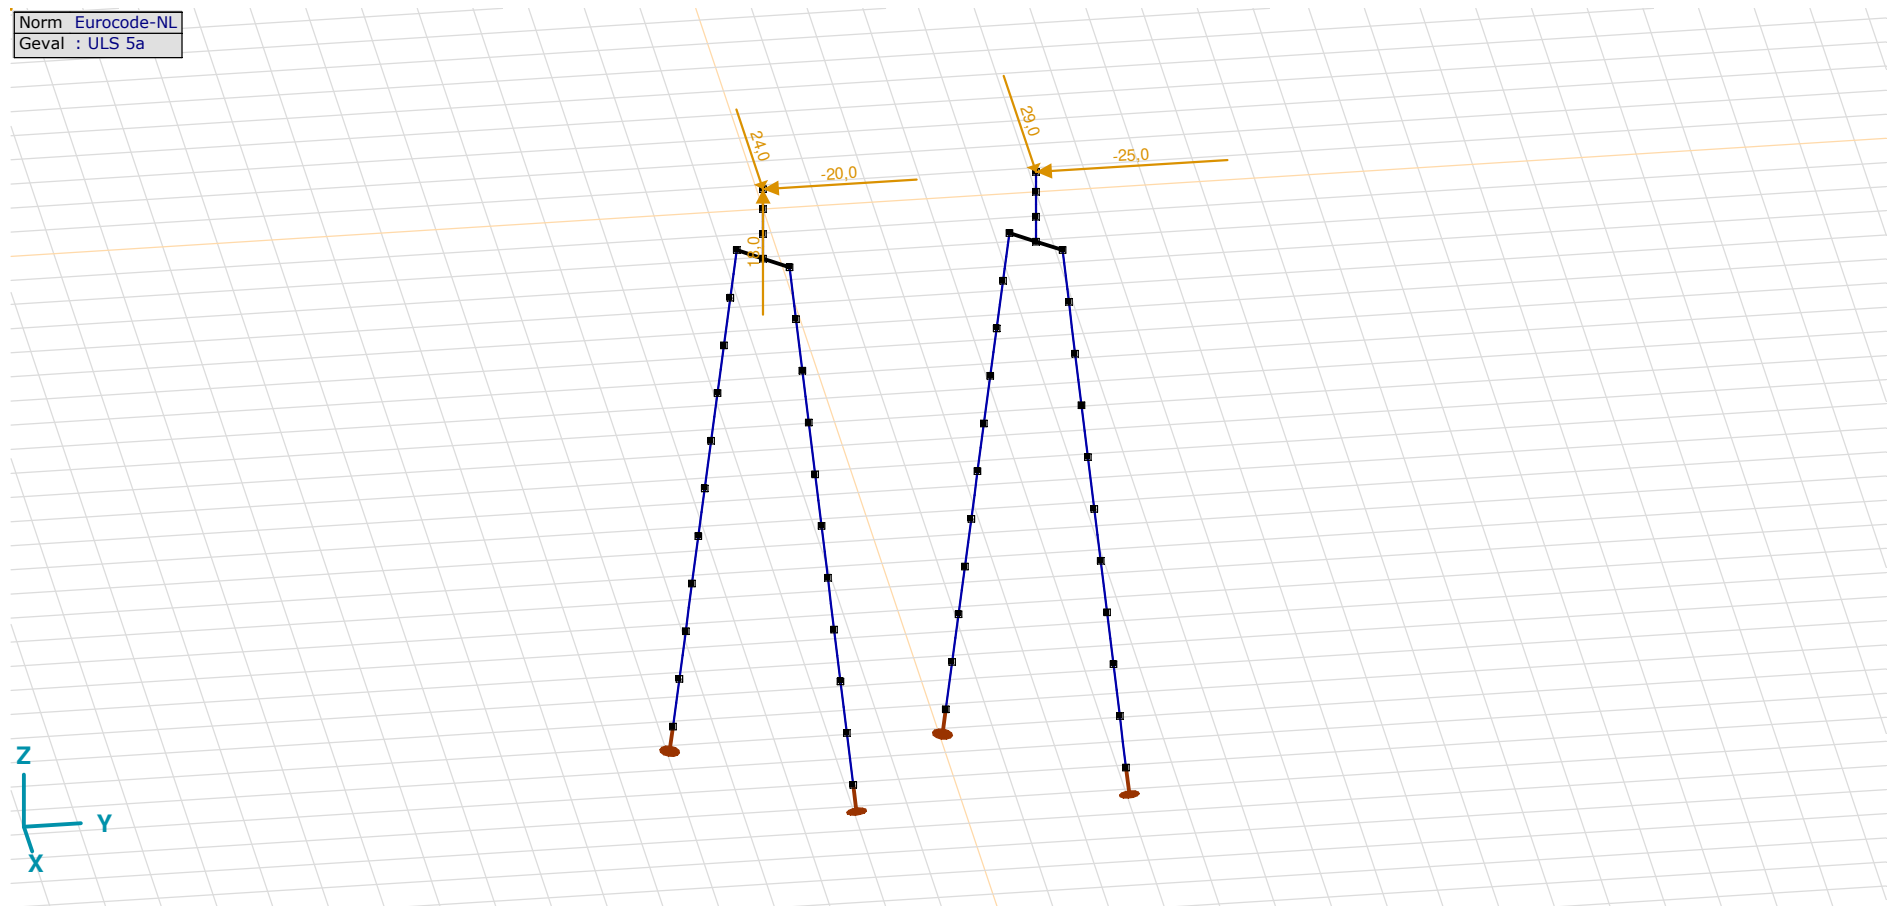 Norm Eurocode-NL
Geval : ULS 5a
29,0
24,0
-25,0
-20,0
Z
Y
X